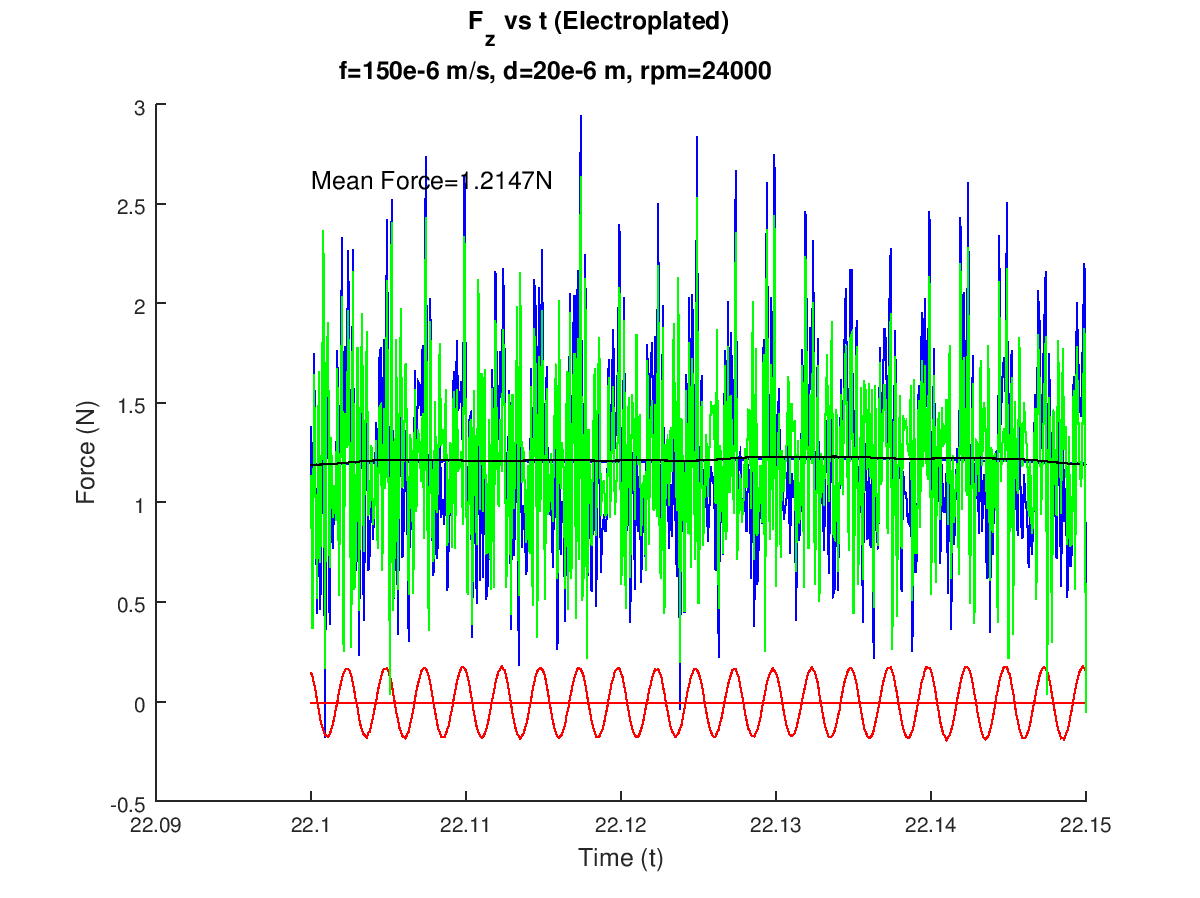 F_z vs t (Electroplated)
f=150e-6 m/s, d=20e-6 m, rpm=24000
3
Mean Force=1.2147N
2.5
2
1.5
1
0.5
0
-0.5
Force (N)
22.09 22.1 22.11 22.12 22.13 22.14 22.15
Time (t)